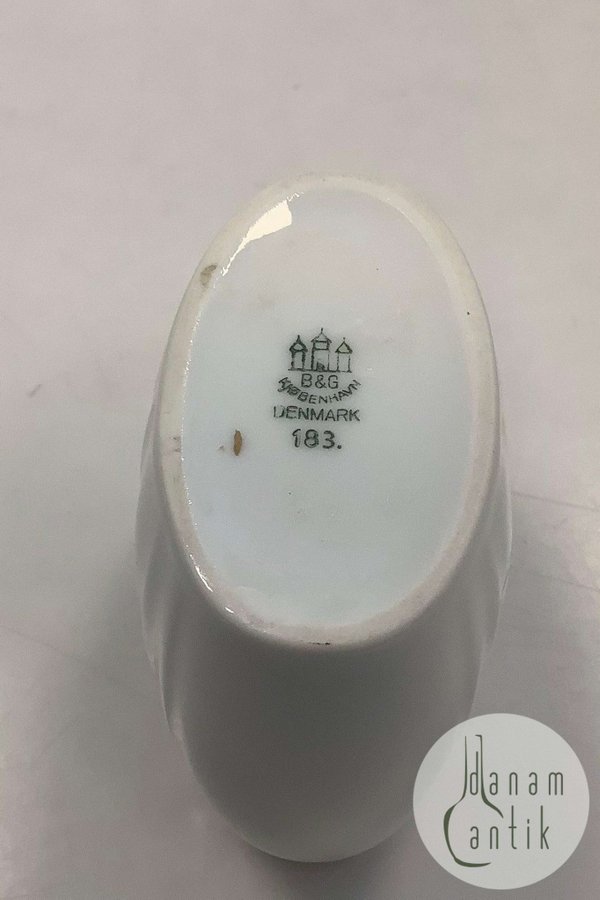 B&G
KJØBENHAVN
DENMARK
183.
danam
antik